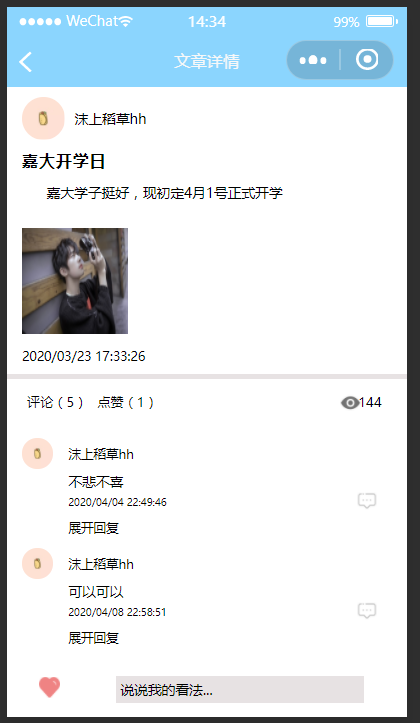 WeChat 14:34 99%
文章详情
沫上稻草hh
嘉大开学日
嘉大学子挺好，现初定4月1号正式开学
2020/03/23 17:33:26
评论（5） 点赞（1） 144
沫上稻草hh
不悲不喜
2020/04/04 22:49:46
展开回复
沫上稻草hh
可以可以
2020/04/08 22:58:51
展开回复
说说我的看法...